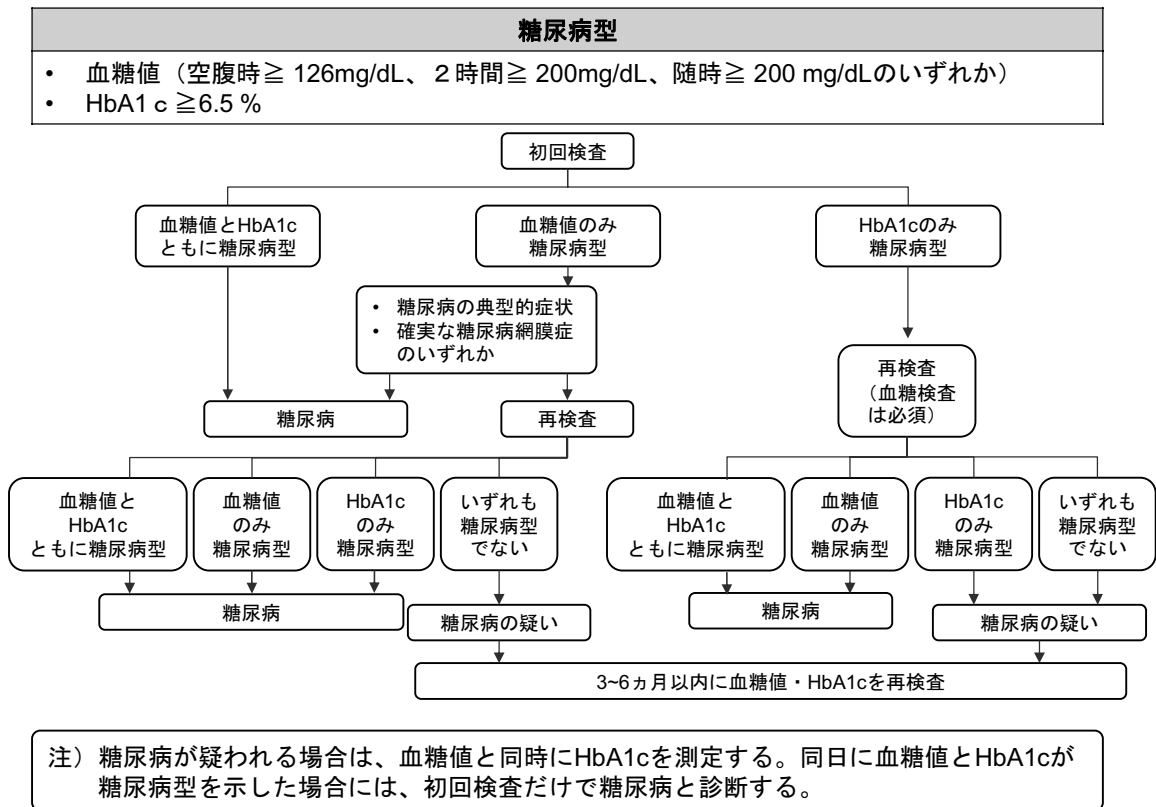 糖尿病型
• 血糖値（空腹時≧ 126mg/dL、２時間≧ 200mg/dL、随時≧ 200 mg/dLのいずれか）
• HbA1ｃ≧6.5 %
初回検査
血糖値とHbA1c
ともに糖尿病型
血糖値のみ
糖尿病型
HbA1cのみ
糖尿病型
• 糖尿病の典型的症状
• 確実な糖尿病網膜症
のいずれか
再検査
（血糖検査
は必須）
糖尿病
再検査
血糖値と
HbA1c
ともに糖尿病型
血糖値
のみ
糖尿病型
HbA1c
のみ
糖尿病型
いずれも
糖尿病型
でない
血糖値と
HbA1c
ともに糖尿病型
血糖値
のみ
糖尿病型
HbA1c
のみ
糖尿病型
いずれも
糖尿病型
でない
糖尿病
糖尿病の疑い
糖尿病
糖尿病の疑い
3~6ヵ月以内に血糖値・HbA1cを再検査
注）糖尿病が疑われる場合は、血糖値と同時にHbA1cを測定する。同日に血糖値とHbA1cが
糖尿病型を示した場合には、初回検査だけで糖尿病と診断する。